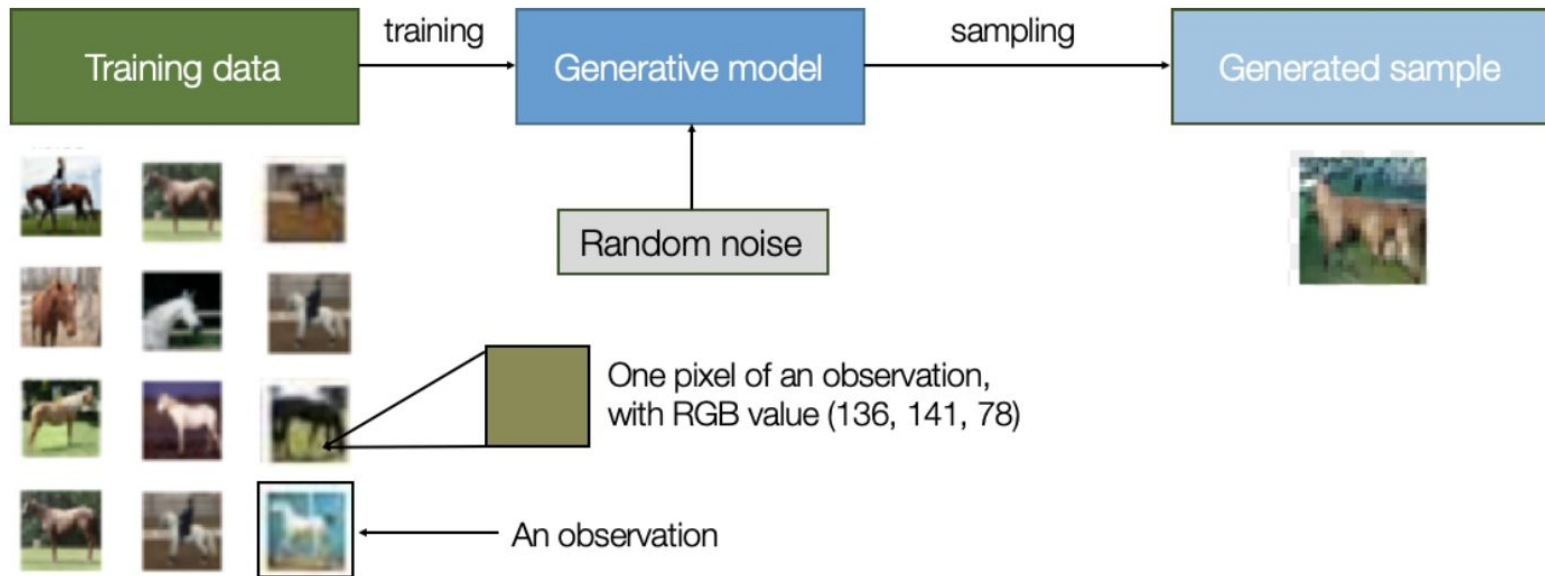 Training data
training
Generative model
sampling
Generated sample
Random noise
One pixel of an observation,
with RGB value (136, 141, 78)
An observation